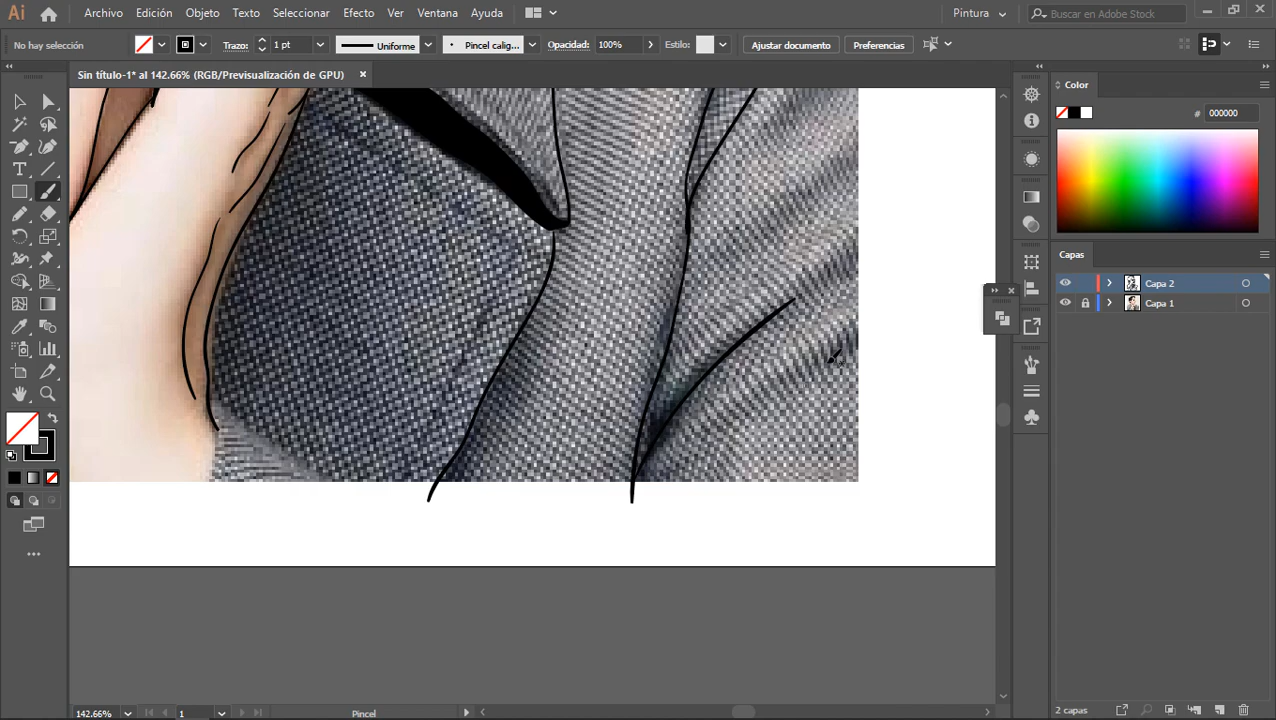 Ai Archivo Edición Objeto Texto Seleccionar Efecto Ver Ventana Ayuda Pintura Buscar en Adobe Stock
No hay selección Trazo: 1 pt Uniforme Pincel calig... Opacidad: 100% Estilo: Ajustar documento Preferencias
Sin título-1* al 142.66% (RGB/Previsualización de GPU)
Color
# 000000
Capas
Capa 2
Capa 1
2 capas
142.66% 1 Pincel